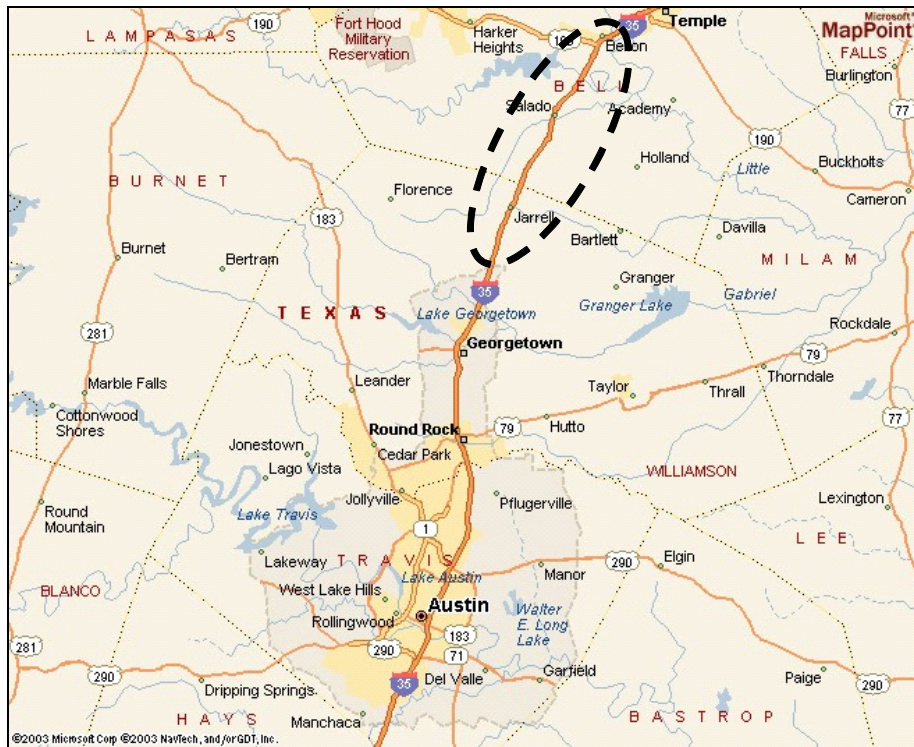 190
Fort Hood
Military
Reservation
Harker
Heights
190
35
Temple
Microsoft
MapPoint
LAMPASAS
Belton
FALLS
BELL
Burlington
Salado
Academy
77
190
Holland
Little
Buckholts
BURNET
Florence
Cameron
183
Jarrell
Bartlett
Davilla
Burnet
Bertram
MILAM
Granger
35
TEXAS
Lake Georgetown
Granger Lake
Gabriel
281
Georgetown
Rockdale
79
Marble Falls
Leander
Taylor
Thrall
Thorndale
Cottonwood
Shores
Round Rock
79
Hutto
77
Jonestown
Cedar Park
Lago Vista
WILLIAMSON
Jollyville
Pflugerville
Lexington
Round
Mountain
Lake Travis
1
LEE
Lakeway
TRAVIS
290
Elgin
BLANCO
Lake Austin
Manor
West Lake Hills
Austin
Walter
E. Long
Lake
Rollingwood
183
281
290
71
290
35
Del Valle
Garfield
Paige
290
Dripping Springs
HAYS
Manchaca
BASTROP
©2003 Microsoft Corp ©2003 NavTech, and/or GDT, Inc.